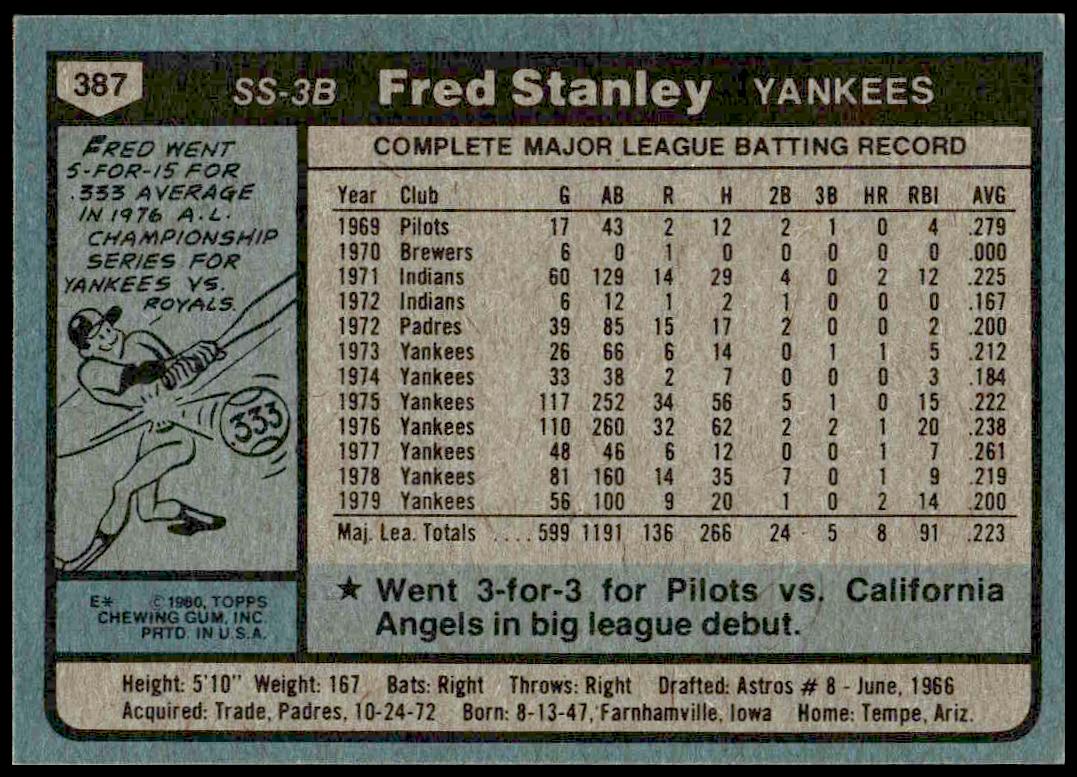 387 SS-3B Fred Stanley YANKEES
FRED WENT
5-FOR-15 FOR
.333 AVERAGE
IN 1976 A.L.
CHAMPIONSHIP
SERIES FOR
YANKEES VS.
ROYALS.
.333
E* © 1980, TOPPS
CHEWING GUM, INC.
PRTD. IN U.S.A.
COMPLETE MAJOR LEAGUE BATTING RECORD
Year Club G AB R H 2B 3B HR RBI AVG
1969 Pilots 17 43 2 12 2 1 0 4 .279
1970 Brewers 6 0 1 0 0 0 0 0 .000
1971 Indians 60 129 14 29 4 0 2 12 .225
1972 Indians 6 12 1 2 1 0 0 0 .167
1972 Padres 39 85 15 17 2 0 0 2 .200
1973 Yankees 26 66 6 14 0 1 1 5 .212
1974 Yankees 33 38 2 7 0 0 0 3 .184
1975 Yankees 117 252 34 56 5 1 0 15 .222
1976 Yankees 110 260 32 62 2 2 1 20 .238
1977 Yankees 48 46 6 12 0 0 1 7 .261
1978 Yankees 81 160 14 35 7 0 1 9 .219
1979 Yankees 56 100 9 20 1 0 2 14 .200
Maj. Lea. Totals .... 599 1191 136 266 24 5 8 91 .223
★ Went 3-for-3 for Pilots vs. California
Angels in big league debut.
Height: 5'10" Weight: 167 Bats: Right Throws: Right Drafted: Astros # 8 - June, 1966
Acquired: Trade, Padres, 10-24-72 Born: 8-13-47, Farnhamville, Iowa Home: Tempe, Ariz.